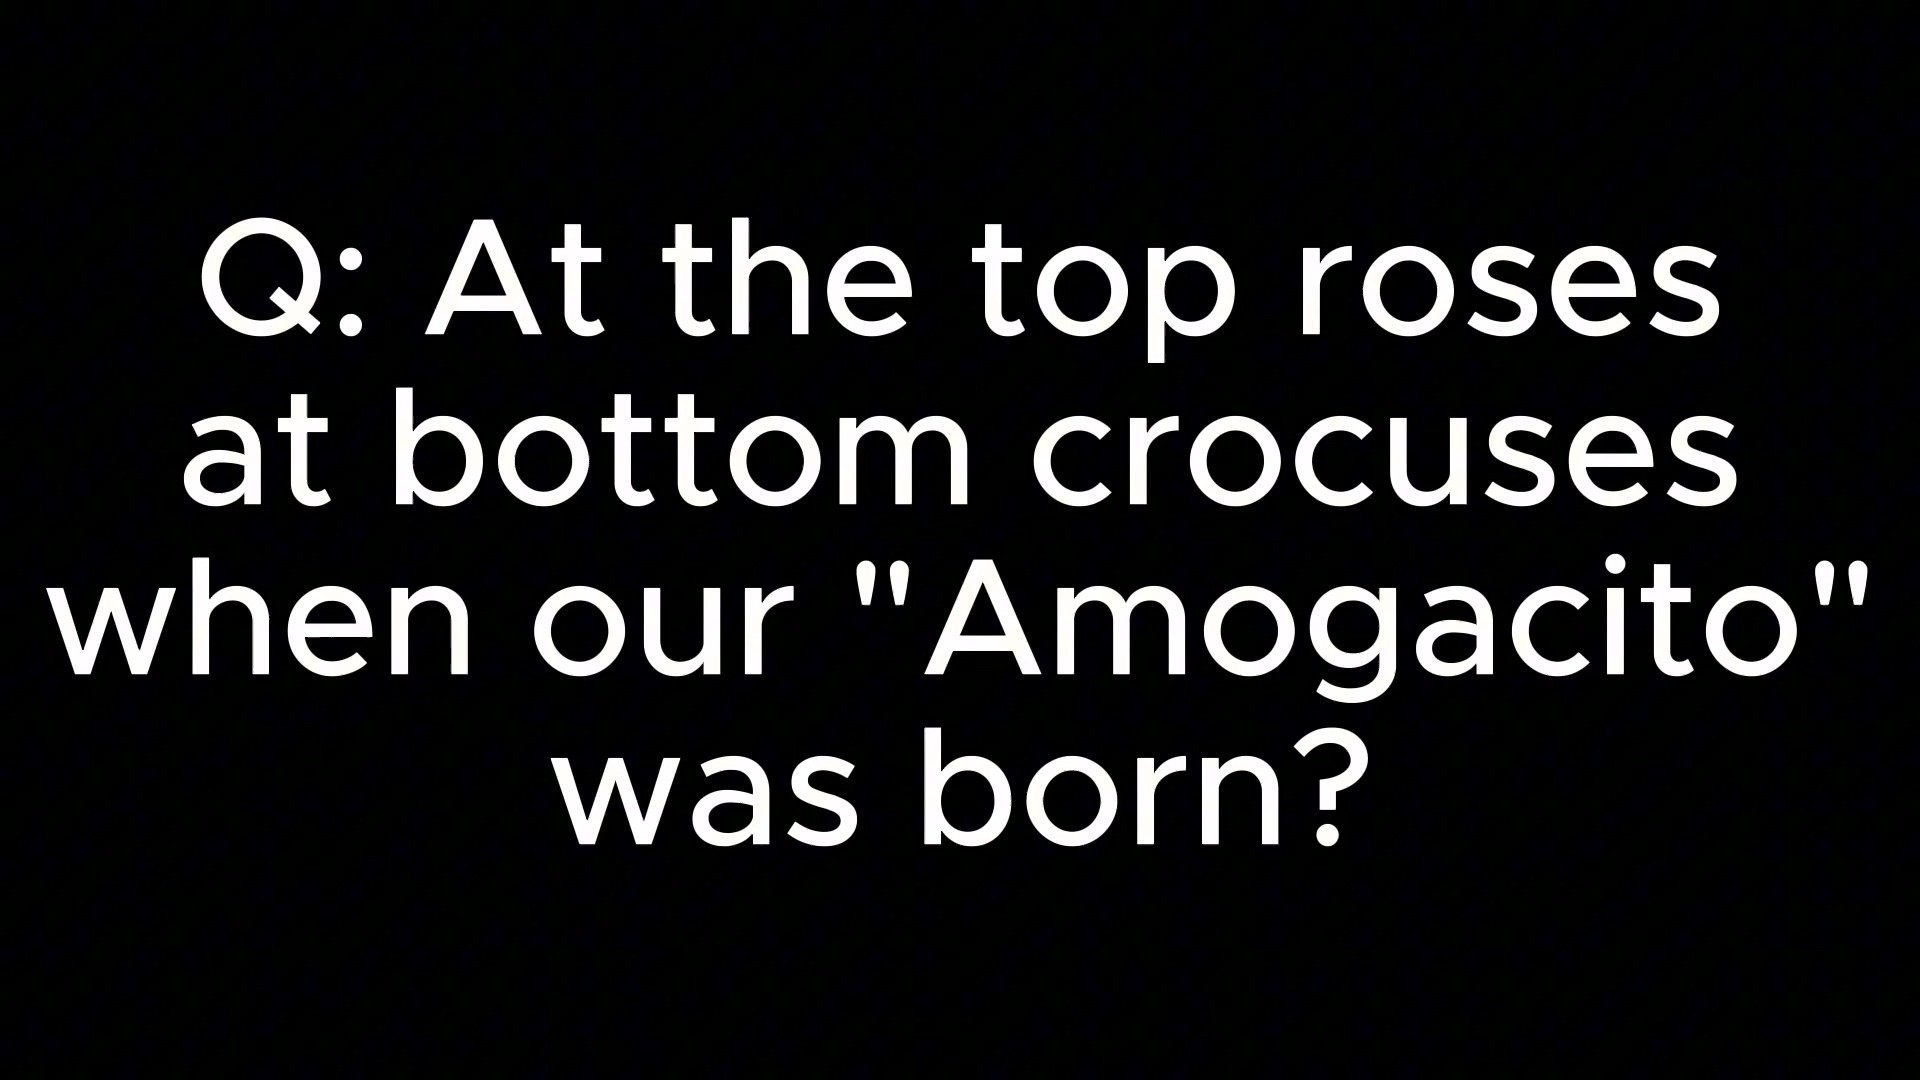 Q: At the top roses
at bottom crocuses
when our "Amogacito"
was born?